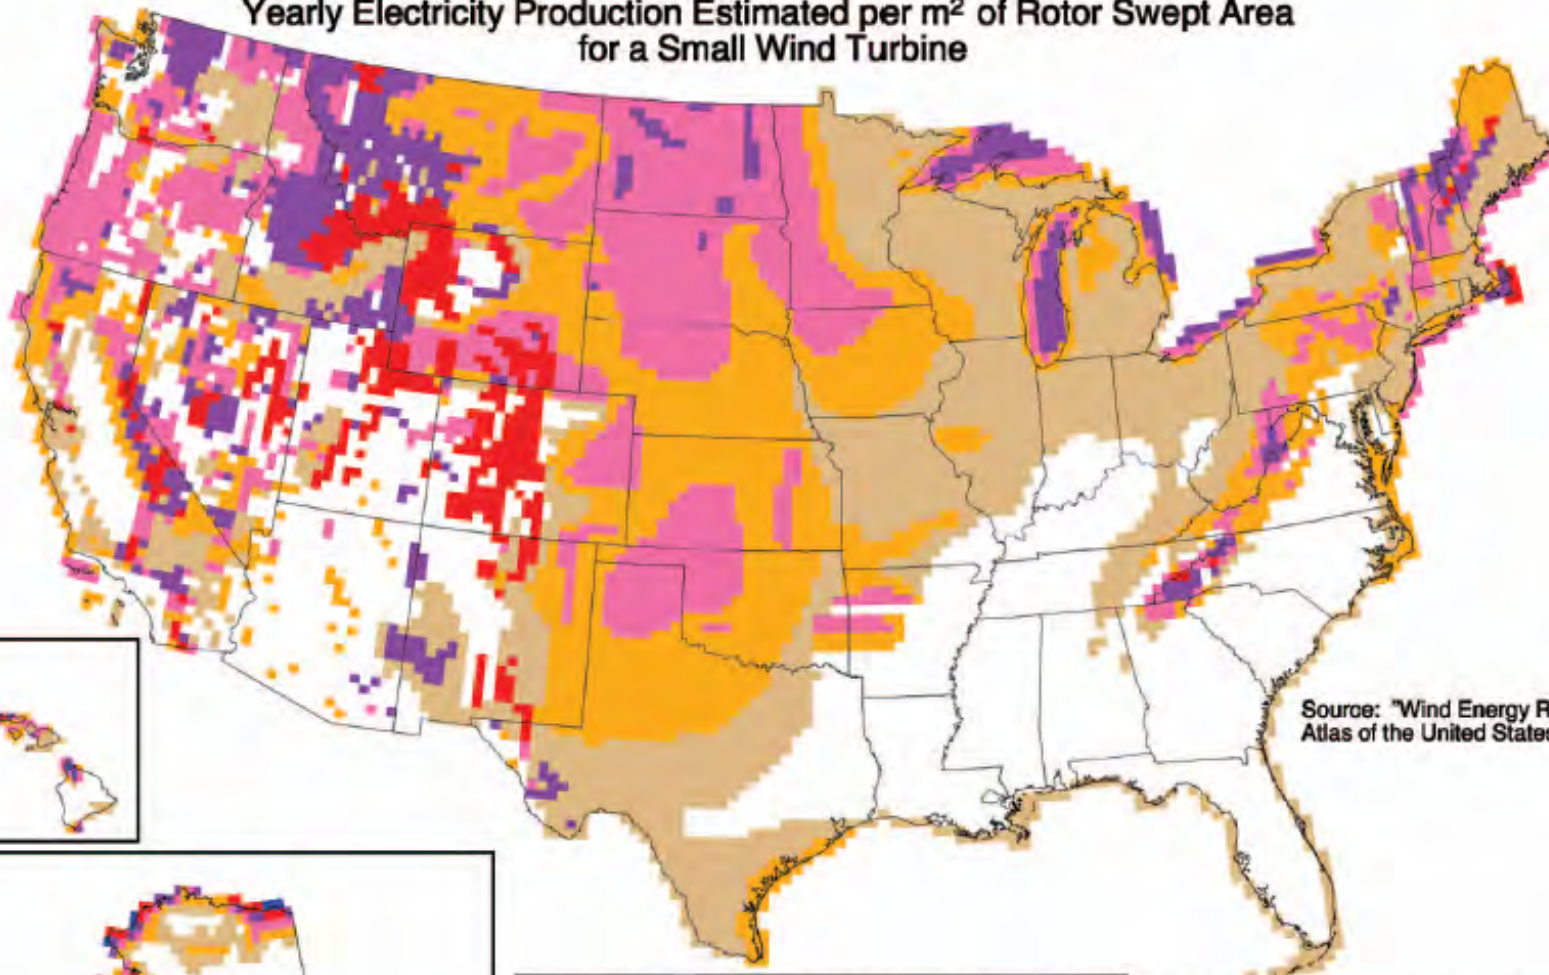 Yearly Electricity Production Estimated per m² of Rotor Swept Area
for a Small Wind Turbine
Source: "Wind Energy R
Atlas of the United States